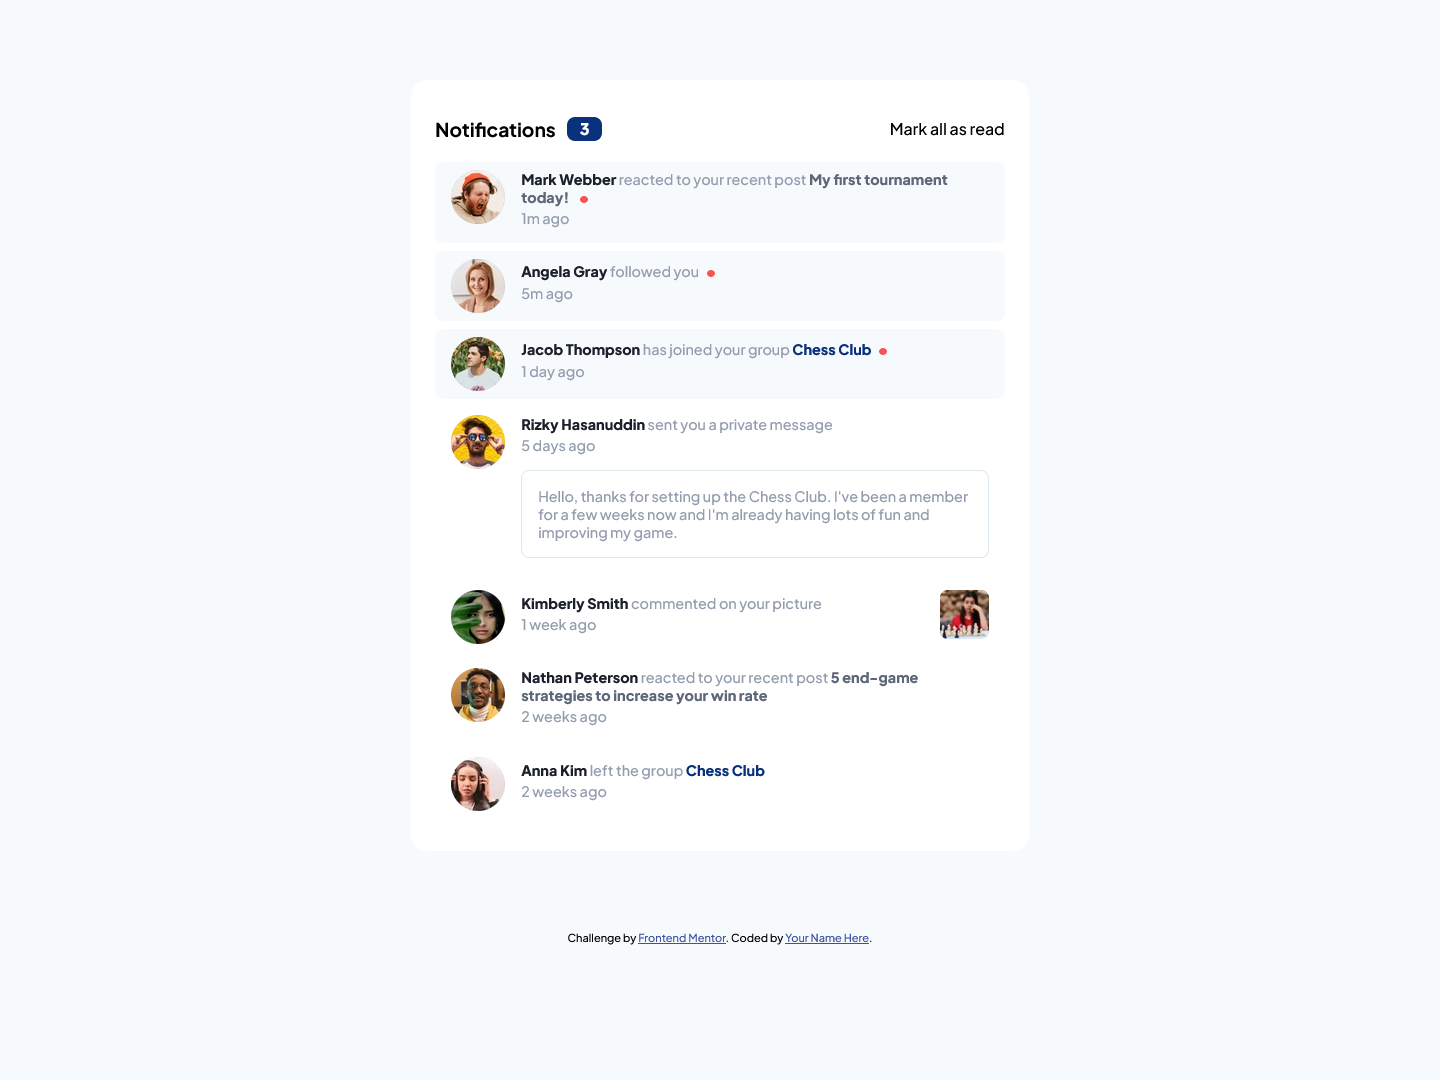 Notifications 3 Mark all as read
Mark Webber reacted to your recent post My first tournament
today!
1m ago
Angela Gray followed you
5m ago
Jacob Thompson has joined your group Chess Club
1 day ago
Rizky Hasanuddin sent you a private message
5 days ago
Hello, thanks for setting up the Chess Club. I've been a member
for a few weeks now and I'm already having lots of fun and
improving my game.
Kimberly Smith commented on your picture
1 week ago
Nathan Peterson reacted to your recent post 5 end-game
strategies to increase your win rate
2 weeks ago
Anna Kim left the group Chess Club
2 weeks ago
Challenge by Frontend Mentor. Coded by Your Name Here.